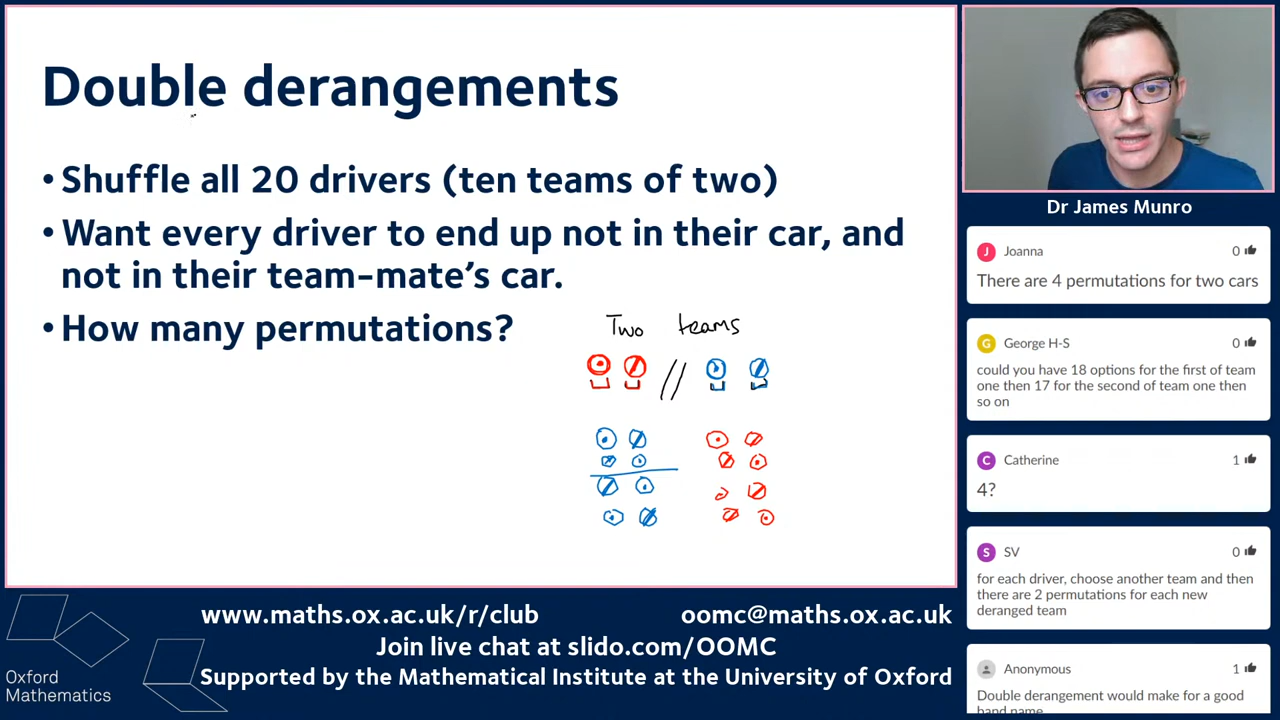 Double derangements
• Shuffle all 20 drivers (ten teams of two)
• Want every driver to end up not in their car, and
not in their team-mate's car.
• How many permutations?
Two teams
Dr James Munro
J Joanna 0
There are 4 permutations for two cars
G George H-S 0
could you have 18 options for the first of team
one then 17 for the second of team one then
so on
C Catherine 1
4?
S SV 0
for each driver, choose another team and then
there are 2 permutations for each new
deranged team
Anonymous 1
Double derangement would make for a good
band name
www.maths.ox.ac.uk/r/club oomc@maths.ox.ac.uk
Join live chat at slido.com/OOMC
Supported by the Mathematical Institute at the University of Oxford
Oxford
Mathematics